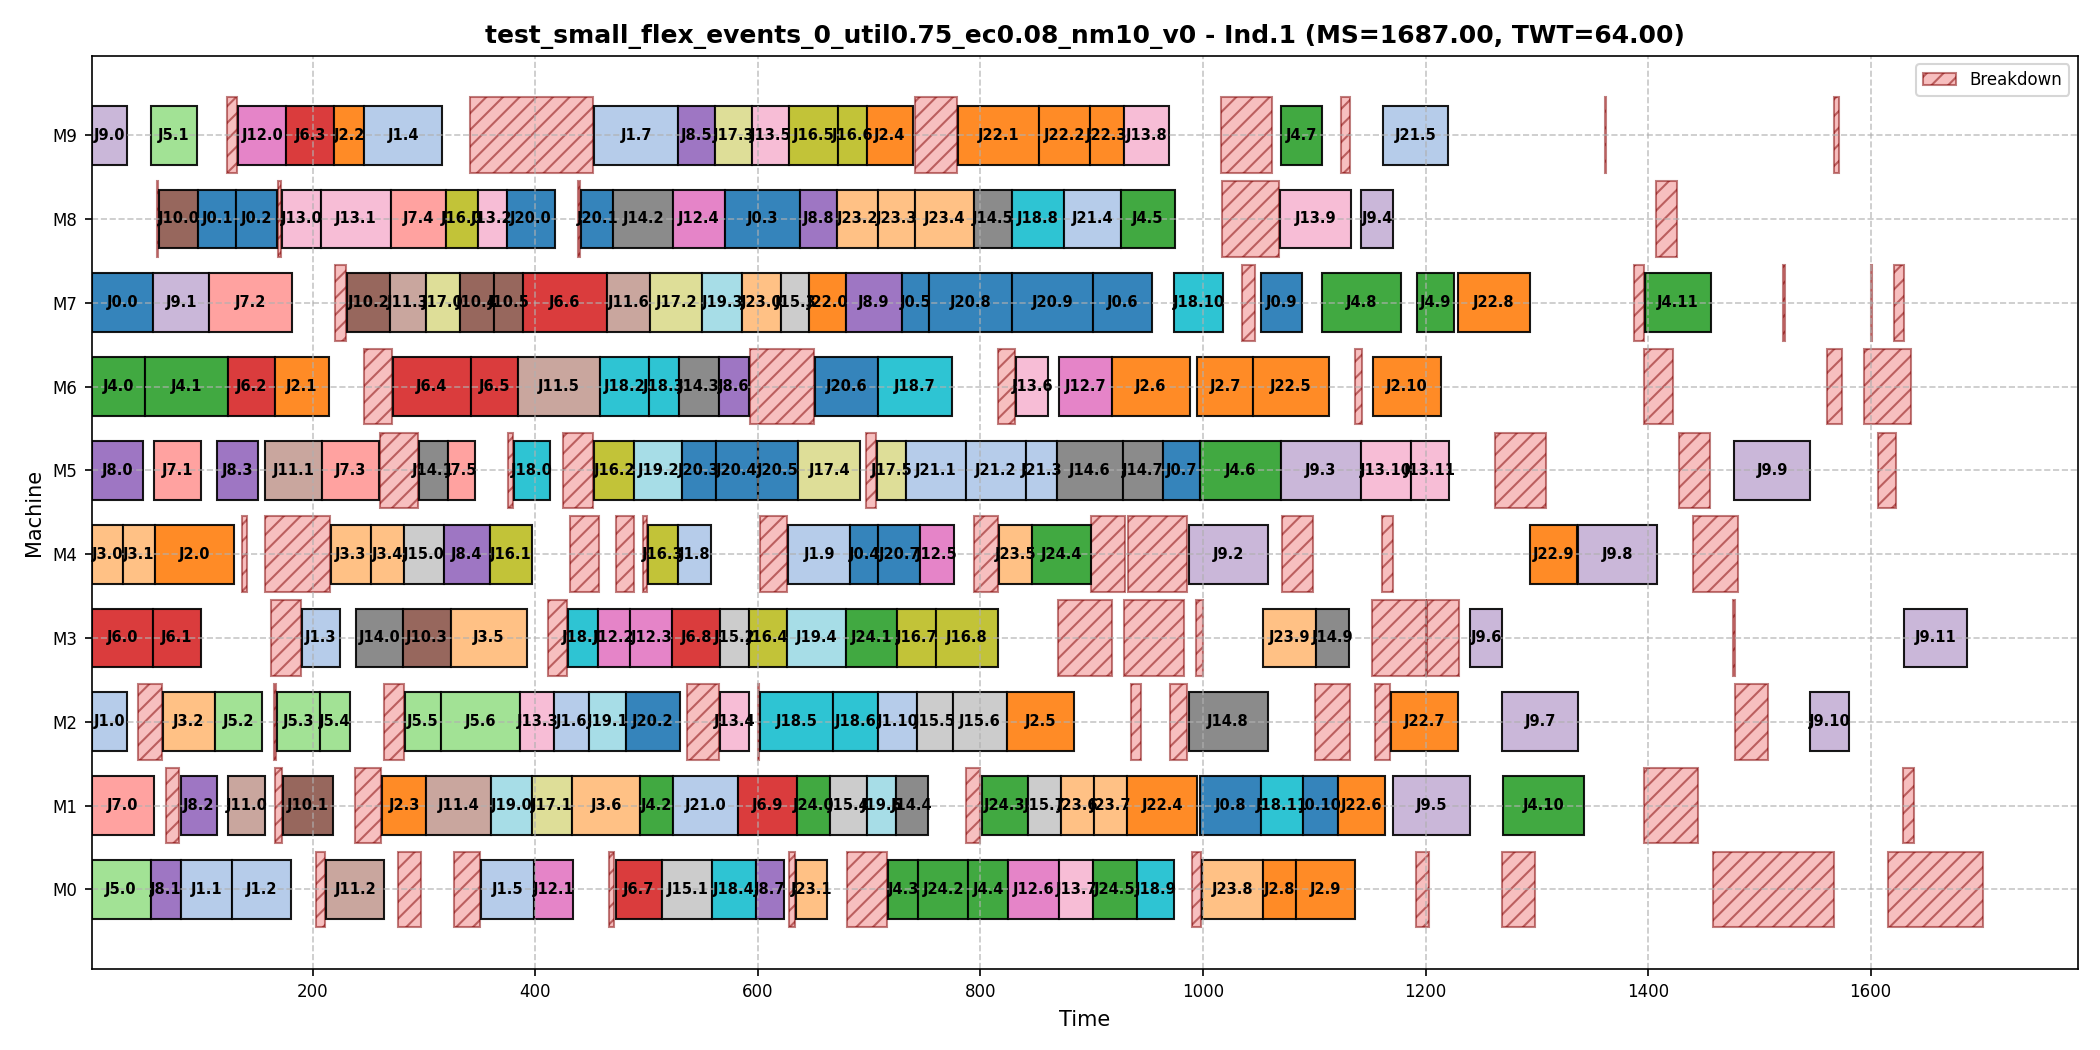 test_small_flex_events_0_util0.75_ec0.08_nm10_v0 - Ind.1 (MS=1687.00, TWT=64.00)
Breakdown
M9 J9.0 J5.1 J12.0 J6.3 J2.2 J1.4 J1.7 J8.5 J17.3 J13.5 J16.5 J16.6 J2.4 J22.1 J22.2 J22.3 J13.8 J4.7 J21.5
M8 J10.0 J0.1 J0.2 J13.0 J13.1 J7.4 J13.2 J20.0 J20.1 J14.2 J12.4 J0.3 J8.8 J23.2 J23.3 J23.4 J14.5 J18.8 J21.4 J4.5 J13.9 J9.4
M7 J0.0 J9.1 J7.2 J10.2 J6.6 J11.6 J17.2 J19.3 J23.0 J8.9 J0.5 J20.8 J20.9 J0.6 J18.10 J0.9 J4.8 J4.9 J22.8 J4.11
M6 J4.0 J4.1 J6.2 J2.1 J6.4 J6.5 J11.5 J18.2 J18.3 J14.3 J8.6 J20.6 J18.7 J13.6 J12.7 J2.6 J2.7 J22.5 J2.10
M5 J8.0 J7.1 J8.3 J11.1 J7.3 J14.1 J7.5 J18.0 J16.2 J19.2 J20.3 J20.4 J20.5 J17.4 J17.5 J21.1 J21.2 J21.3 J14.6 J14.7 J0.7 J4.6 J9.3 J13.10 J13.11 J9.9
M4 J3.0 J3.1 J2.0 J3.3 J3.4 J15.0 J8.4 J16.1 J16.3 J1.8 J1.9 J0.4 J20.7 J12.5 J23.5 J24.4 J9.2 J22.9 J9.8
M3 J6.0 J6.1 J1.3 J14.0 J10.3 J3.5 J12.2 J12.3 J6.8 J15.2 J16.4 J19.4 J24.1 J16.7 J16.8 J23.9 J14.9 J9.6 J9.11
M2 J1.0 J3.2 J5.2 J5.3 J5.4 J5.5 J5.6 J13.3 J1.6 J19.1 J20.2 J13.4 J18.5 J18.6 J1.10 J15.5 J15.6 J2.5 J14.8 J22.7 J9.7 J9.10
M1 J7.0 J8.2 J11.0 J10.1 J2.3 J11.4 J19.0 J17.1 J3.6 J4.2 J21.0 J6.9 J24.0 J15.4 J14.4 J24.3 J15.7 J23.6 J23.7 J22.4 J0.8 J18.11 J0.10 J22.6 J9.5 J4.10
M0 J5.0 J8.1 J1.1 J1.2 J11.2 J1.5 J12.1 J6.7 J15.1 J18.4 J8.7 J23.1 J4.3 J24.2 J4.4 J12.6 J13.7 J24.5 J18.9 J23.8 J2.8 J2.9
Machine
200 400 600 800 1000 1200 1400 1600
Time